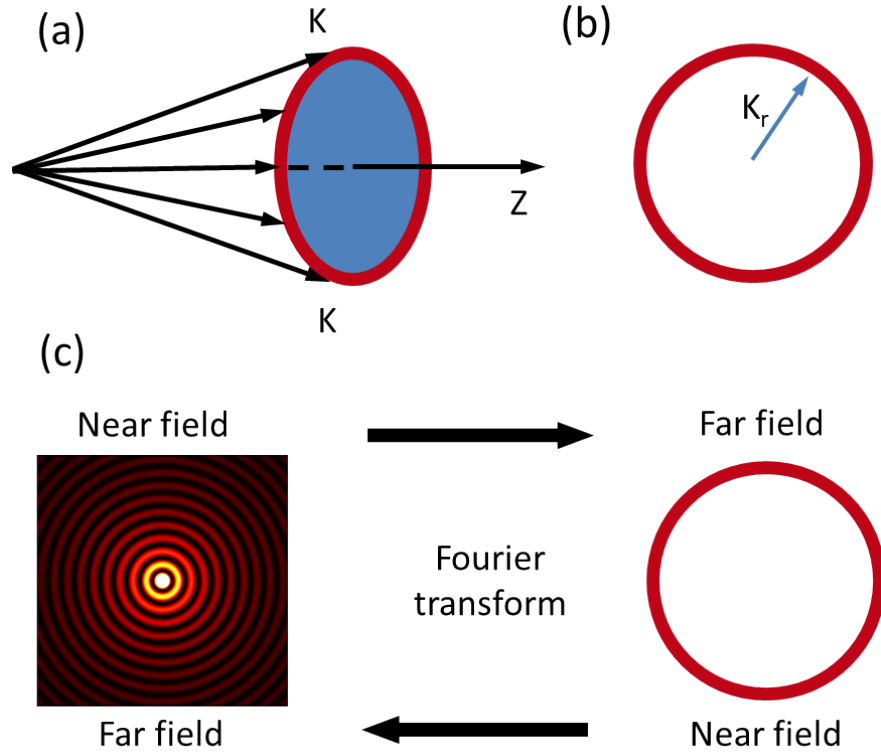 (a)
K
Z
K
(b)
Kr
(c)
Near field
Far field
Fourier
transform
Far field
Near field